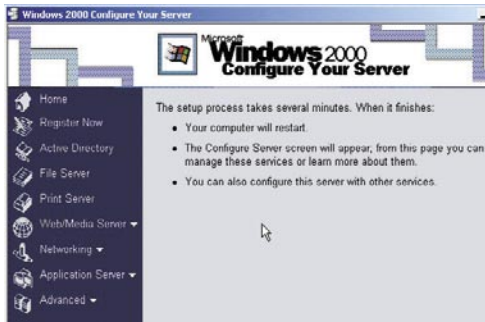 Windows 2000 Configure Your Server
Microsoft
Windows 2000
Configure Your Server
Home
Register Now
Active Directory
File Server
Print Server
Web/Media Server
Networking
Application Server
Advanced
The setup process takes several minutes. When it finishes:
• Your computer will restart.
• The Configure Server screen will appear; from this page you can
manage these services or learn more about them.
• You can also configure this server with other services.